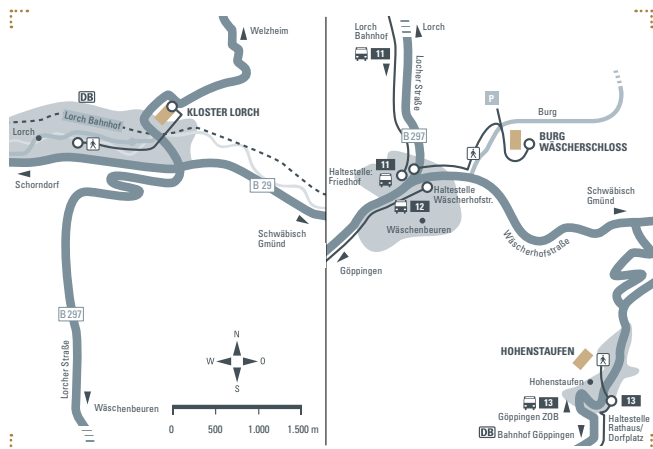 Welzheim
DB
KLOSTER LORCH
Lorch Bahnhof
Lorch
Schorndorf
B 29
Schwäbisch
Gmünd
B 297
Lorcher Straße
Wäschenbeuren
N
W
O
S
0
500
1.000
1.500 m
Lorch
Bahnhof
11
Lorch
Locher Straße
B 297
P
Burg
BURG
WÄSCHERSCHLOSS
11
Haltestelle:
Friedhof
Haltestelle
Wäscherhofstr.
12
Wäschenbeuren
Göppingen
Wäscherhofstraße
Schwäbisch
Gmünd
HOHENSTAUFEN
Hohenstaufen
13
Göppingen ZOB
13
DB Bahnhof Göppingen
Haltestelle
Rathaus/
Dorfplatz